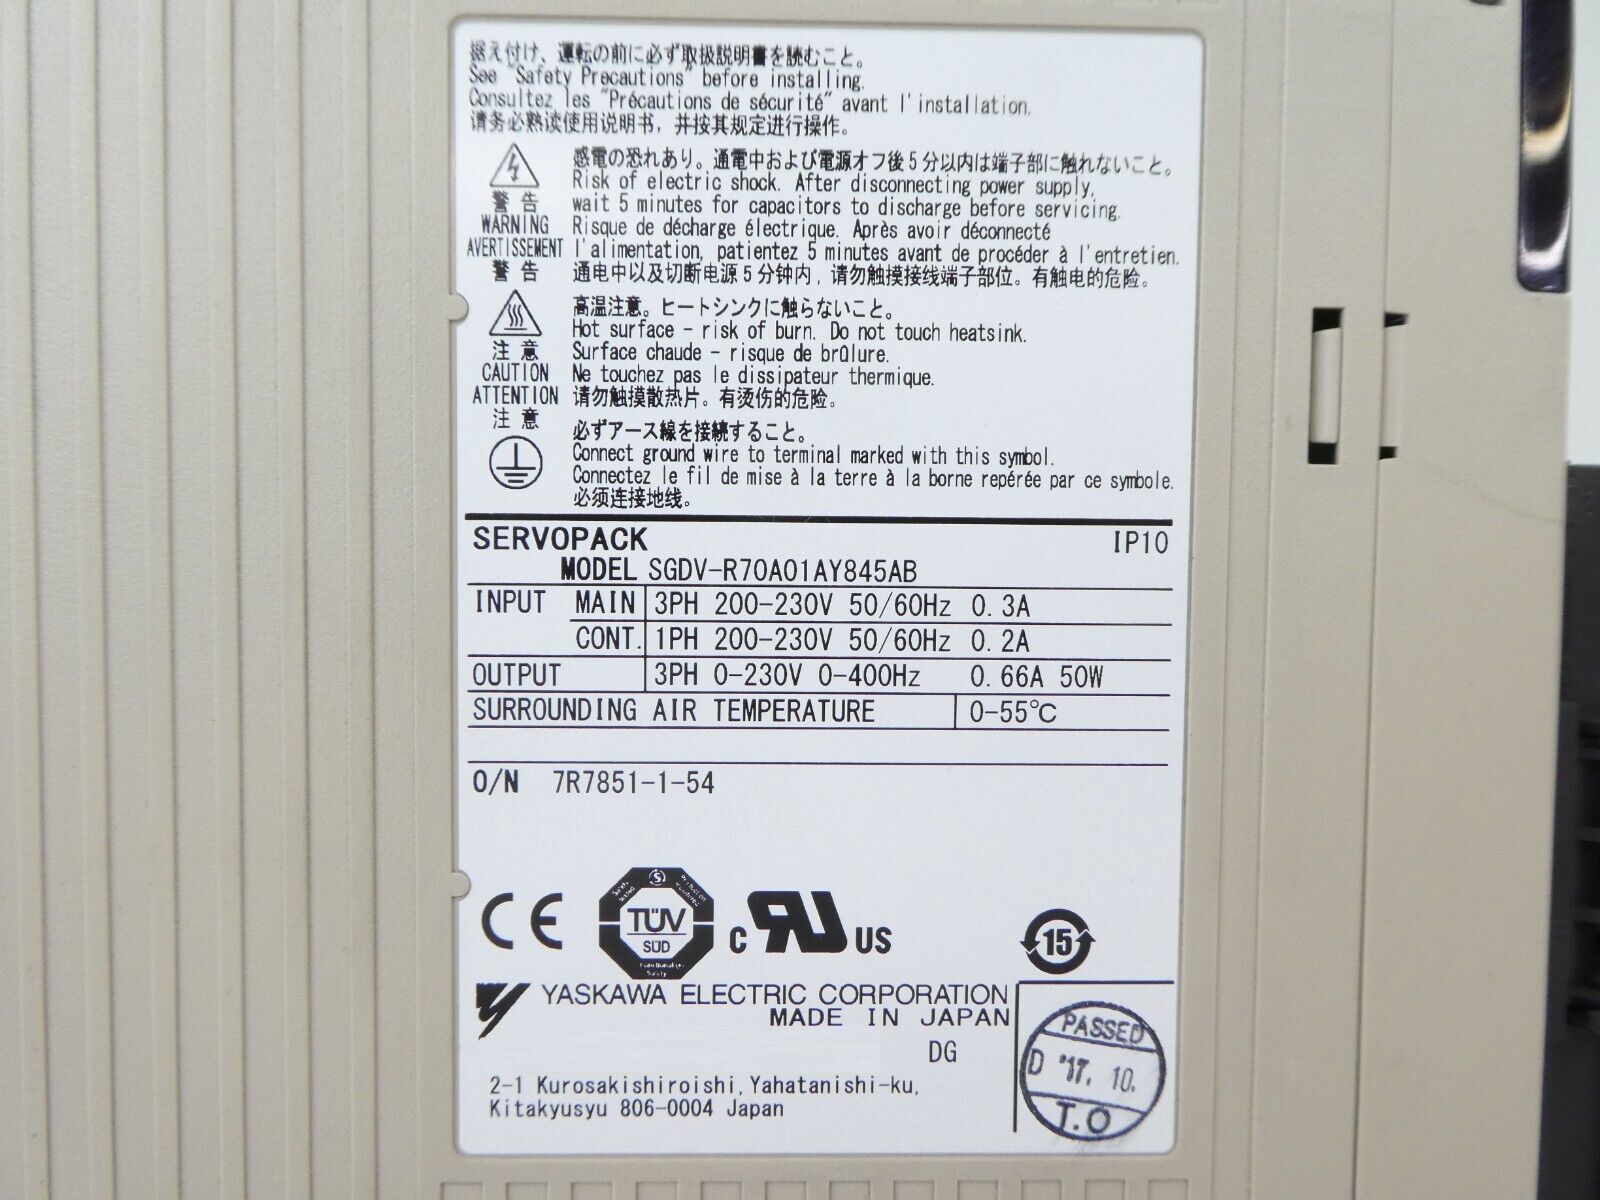 据え付け、運転の前に必ず取扱説明書を読むこと。
See "Safety Precautions" before installing.
Consultez les "Précautions de sécurité" avant l'installation.
请务必熟读使用说明书，并按其规定进行操作。
警告
WARNING
AVERTISSEMENT
警告
感電の恐れあり。通電中および電源オフ後5分以内は端子部に触れないこと。
Risk of electric shock. After disconnecting power supply,
wait 5 minutes for capacitors to discharge before servicing.
Risque de décharge électrique. Après avoir déconnecté
l'alimentation, patientez 5 minutes avant de procéder à l'entretien.
通电中以及切断电源5分钟内，请勿触摸接线端子部位。有触电的危险。
注意
CAUTION
ATTENTION
注意
高温注意。ヒートシンクに触らないこと。
Hot surface - risk of burn. Do not touch heatsink.
Surface chaude - risque de brûlure.
Ne touchez pas le dissipateur thermique.
请勿触摸散热片。有烫伤的危险。
必ずアース線を接続すること。
Connect ground wire to terminal marked with this symbol.
Connectez le fil de mise à la terre à la borne repérée par ce symbole.
必须连接地线。
SERVOPACK IP10
MODEL SGDV-R70A01AY845AB
INPUT MAIN 3PH 200-230V 50/60Hz 0.3A
CONT. 1PH 200-230V 50/60Hz 0.2A
OUTPUT 3PH 0-230V 0-400Hz 0.66A 50W
SURROUNDING AIR TEMPERATURE 0-55℃
O/N 7R7851-1-54
CE
TÜV
SÜD
c RU US
15
YASKAWA ELECTRIC CORPORATION
MADE IN JAPAN
DG
2-1 Kurosakishiroishi, Yahatanishi-ku,
Kitakyusyu 806-0004 Japan
PASSED
D '17. 10.
T.O